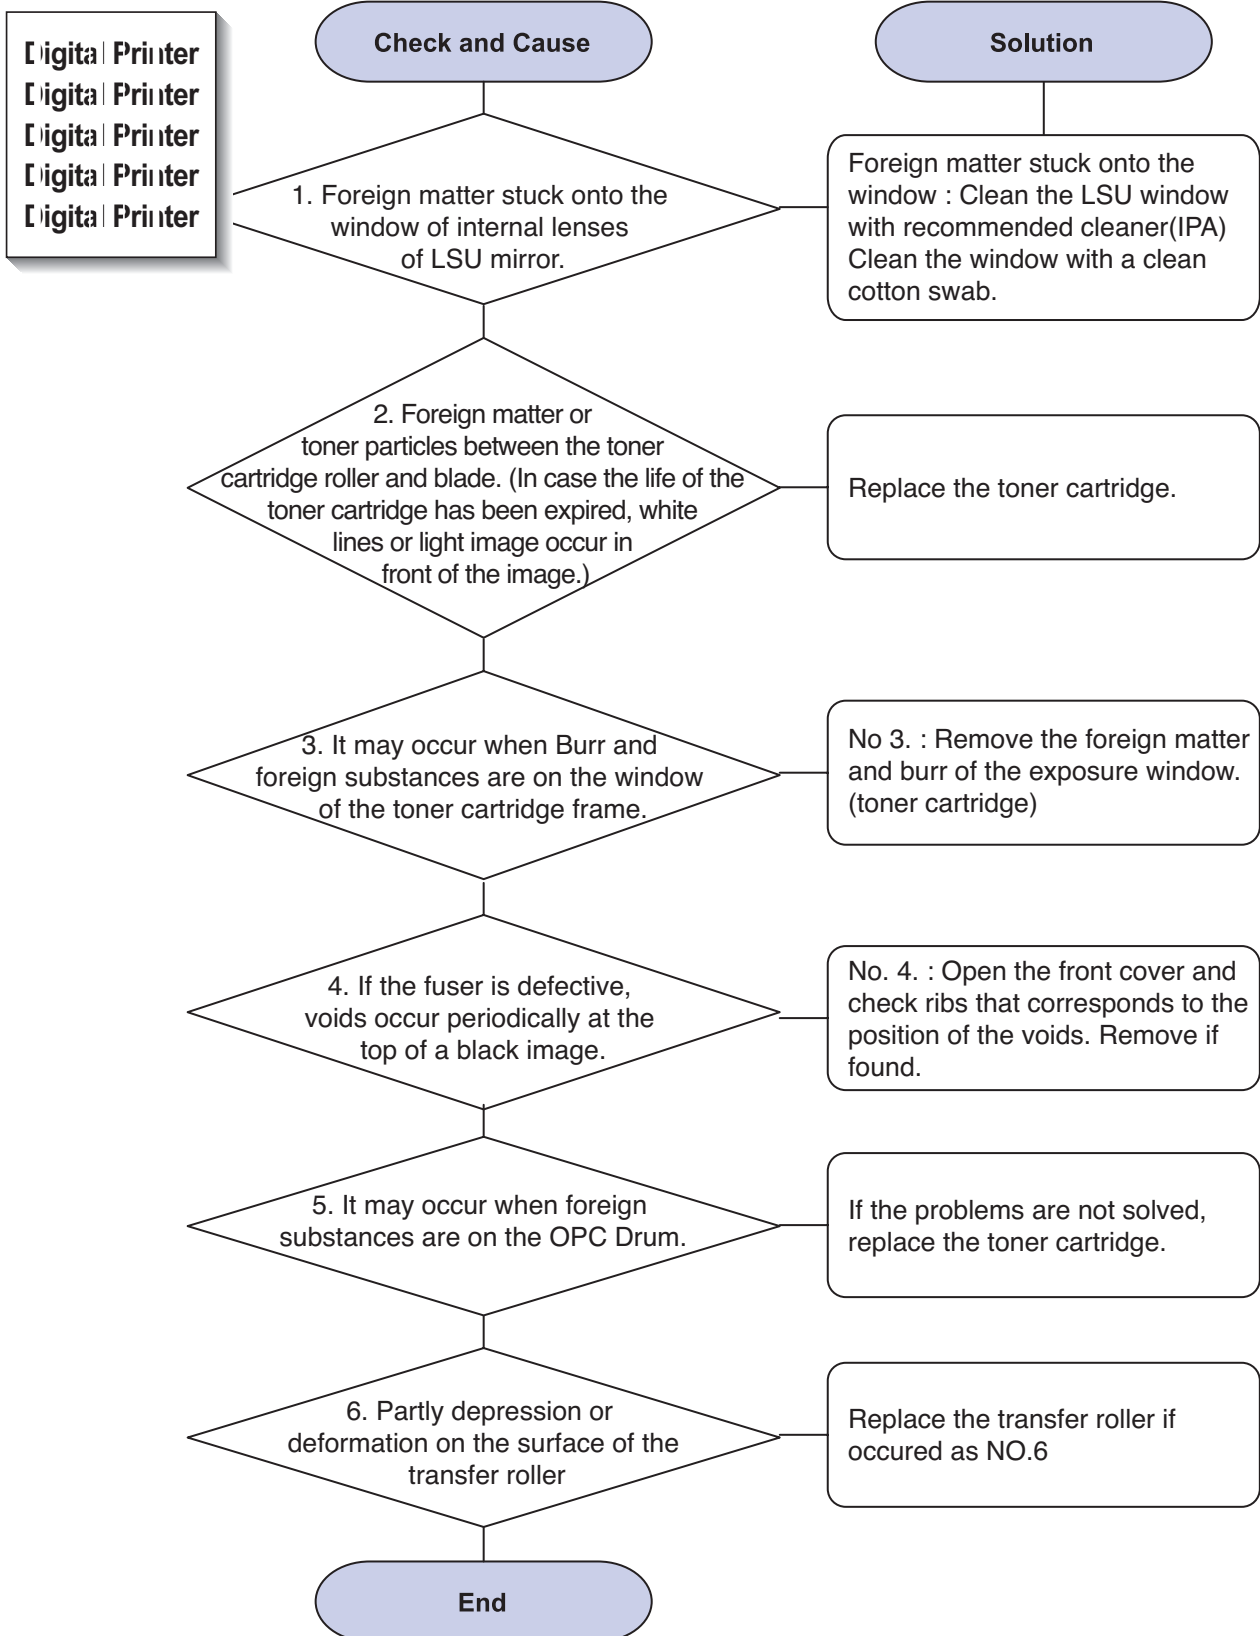 Digital Printer
Digital Printer
Digital Printer
Digital Printer
Digital Printer
Check and Cause
Solution
1. Foreign matter stuck onto the
window of internal lenses
of LSU mirror.
Foreign matter stuck onto the
window : Clean the LSU window
with recommended cleaner(IPA)
Clean the window with a clean
cotton swab.
2. Foreign matter or
toner particles between the toner
cartridge roller and blade. (In case the life of the
toner cartridge has been expired, white
lines or light image occur in
front of the image.)
Replace the toner cartridge.
3. It may occur when Burr and
foreign substances are on the window
of the toner cartridge frame.
No 3. : Remove the foreign matter
and burr of the exposure window.
(toner cartridge)
4. If the fuser is defective,
voids occur periodically at the
top of a black image.
No. 4. : Open the front cover and
check ribs that corresponds to the
position of the voids. Remove if
found.
5. It may occur when foreign
substances are on the OPC Drum.
If the problems are not solved,
replace the toner cartridge.
6. Partly depression or
deformation on the surface of the
transfer roller
Replace the transfer roller if
occured as NO.6
End